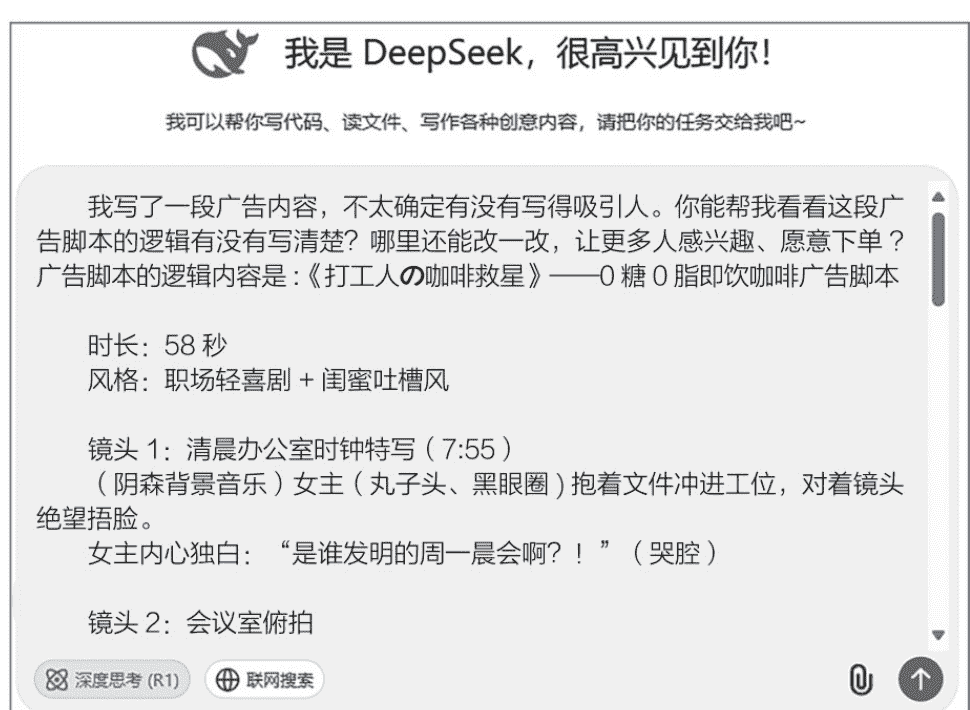 我是 DeepSeek，很高兴见到你！
我可以帮你写代码、读文件、写作各种创意内容，请把你的任务交给我吧~
我写了一段广告内容，不太确定有没有写得吸引人。你能帮我看看这段广
告脚本的逻辑有没有写清楚？哪里还能改一改，让更多人感兴趣、愿意下单？
广告脚本的逻辑内容是：《打工人の咖啡救星》——0 糖 0 脂即饮咖啡广告脚本
时长：58 秒
风格：职场轻喜剧 + 闺蜜吐槽风
镜头 1：清晨办公室时钟特写（7:55）
（阴森背景音乐）女主（丸子头、黑眼圈）抱着文件冲进工位，对着镜头
绝望捂脸。
女主内心独白：“是谁发明的周一晨会啊？！”（哭腔）
镜头 2：会议室俯拍
深度思考 (R1) 联网搜索